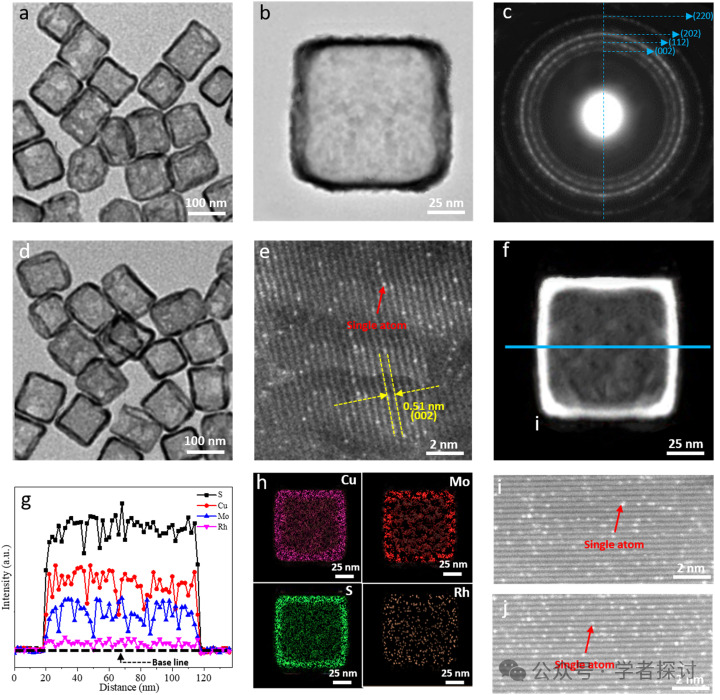 a
100 nm
b
25 nm
c
(220)
(202)
(112)
(002)
d
100 nm
e
Single atom
0.51 nm
(002)
2 nm
f
i
25 nm
g
S
Cu
Mo
Rh
Intensity (a.u.)
Base line
0 20 40 60 80 100 120
Distance (nm)
h
Cu
25 nm
Mo
25 nm
S
25 nm
Rh
25 nm
i
Single atom
2 nm
j
Single atom
2 nm
公众号 · 学者探讨